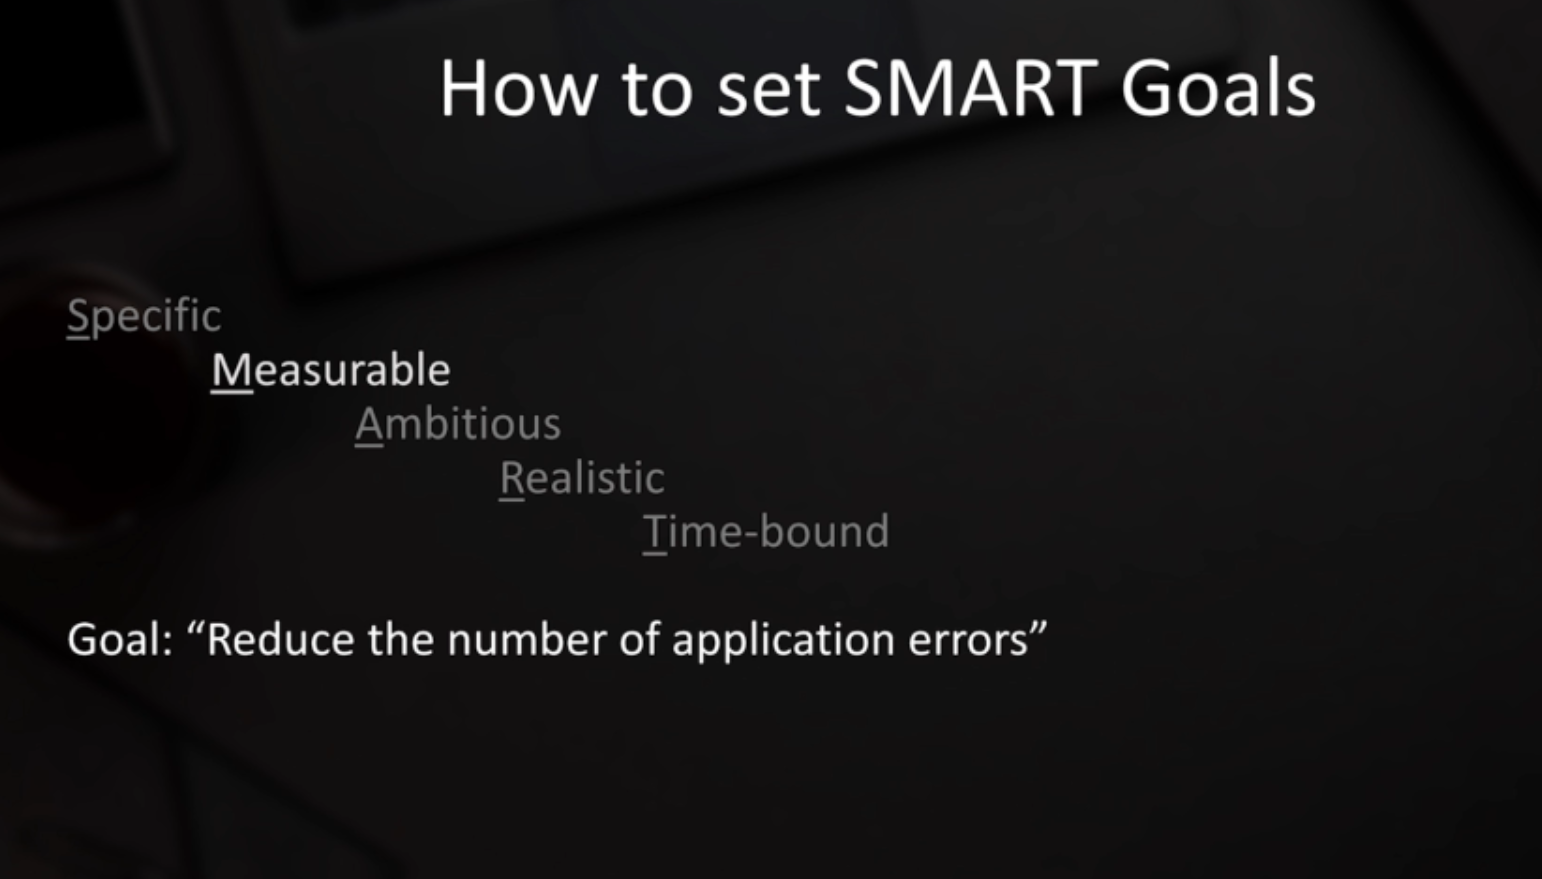 How to set SMART Goals
Specific
Measurable
Ambitious
Realistic
Time-bound
Goal: “Reduce the number of application errors”